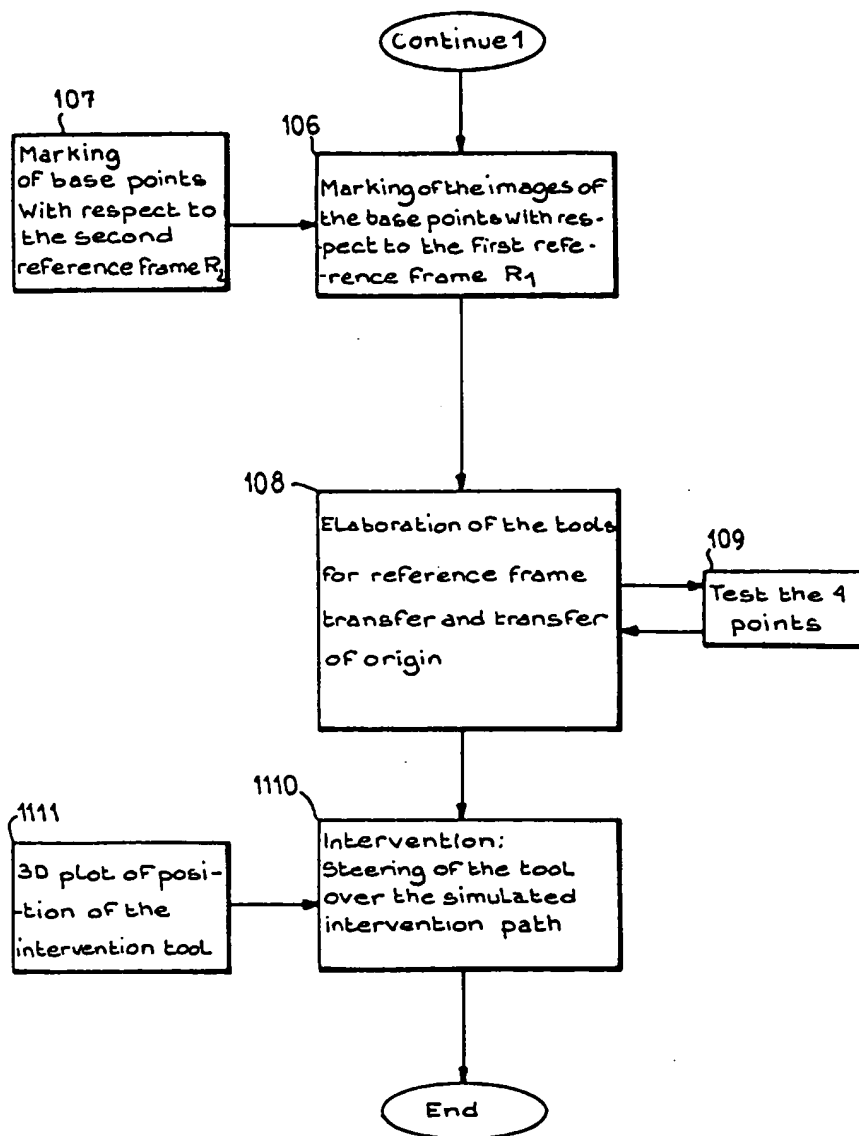 Continue 1
107
Marking
of base points
With respect to
the second
reference frame R2
106
Marking of the images of
the base points with res-
pect to the first refe-
-rence frame R1
108
Elaboration of the tools
for reference frame
transfer and transfer
of origin
109
Test the 4
points
1111
3D plot of posi-
-tion of the
intervention tool
1110
Intervention:
Steering of the tool
over the simulated
intervention path
End